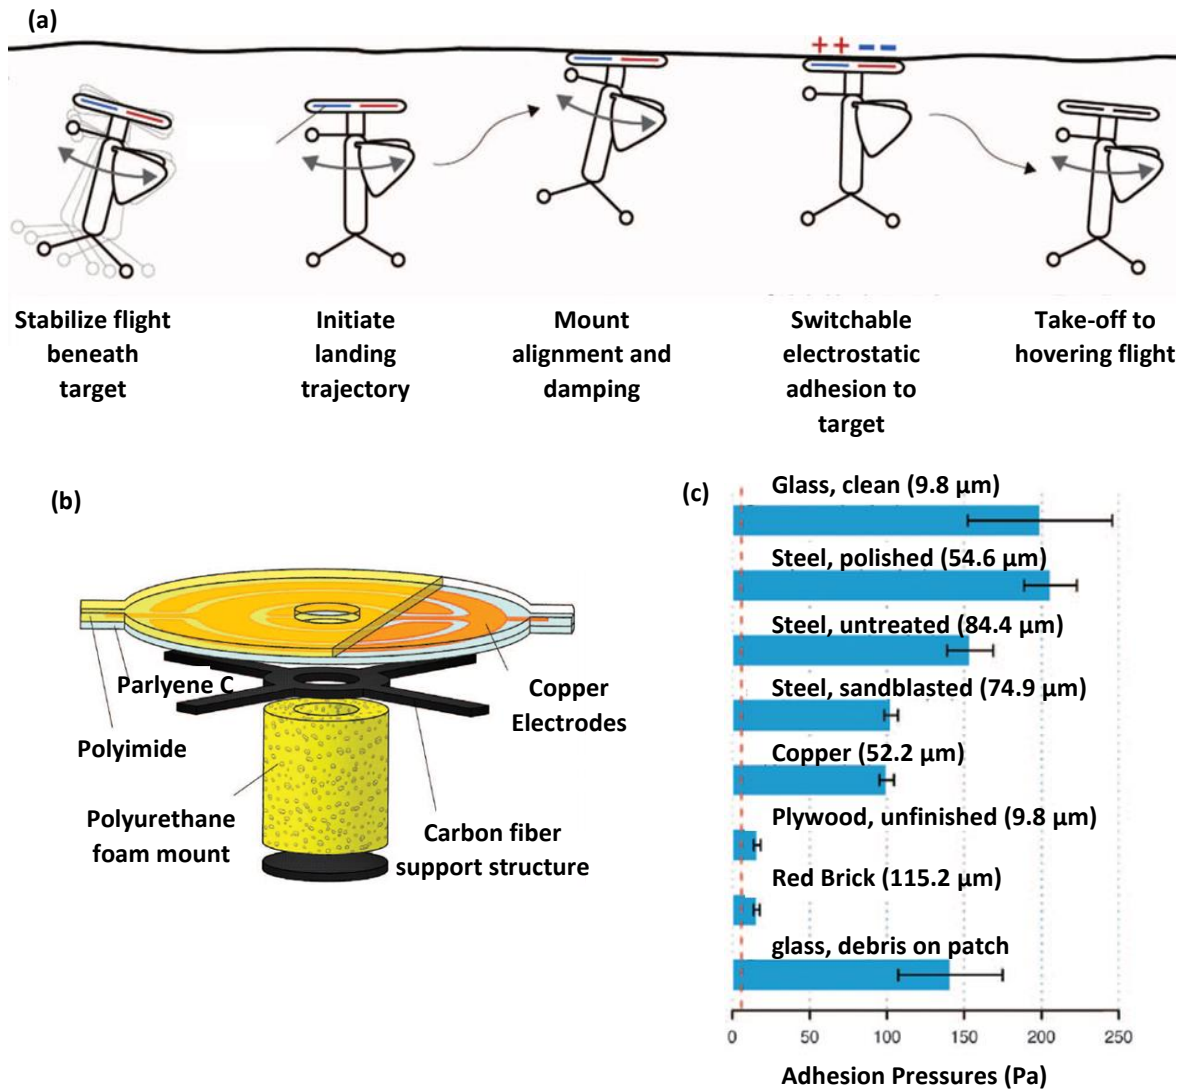 (a)
++ −−
Stabilize flight
beneath
target
Initiate
landing
trajectory
Mount
alignment and
damping
Switchable
electrostatic
adhesion to
target
Take-off to
hovering flight
(b)
Parlyene C
Polyimide
Copper
Electrodes
Polyurethane
foam mount
Carbon fiber
support structure
(c)
Glass, clean (9.8 µm)
Steel, polished (54.6 µm)
Steel, untreated (84.4 µm)
Steel, sandblasted (74.9 µm)
Copper (52.2 µm)
Plywood, unfinished (9.8 µm)
Red Brick (115.2 µm)
glass, debris on patch
0 50 100 150 200 250
Adhesion Pressures (Pa)